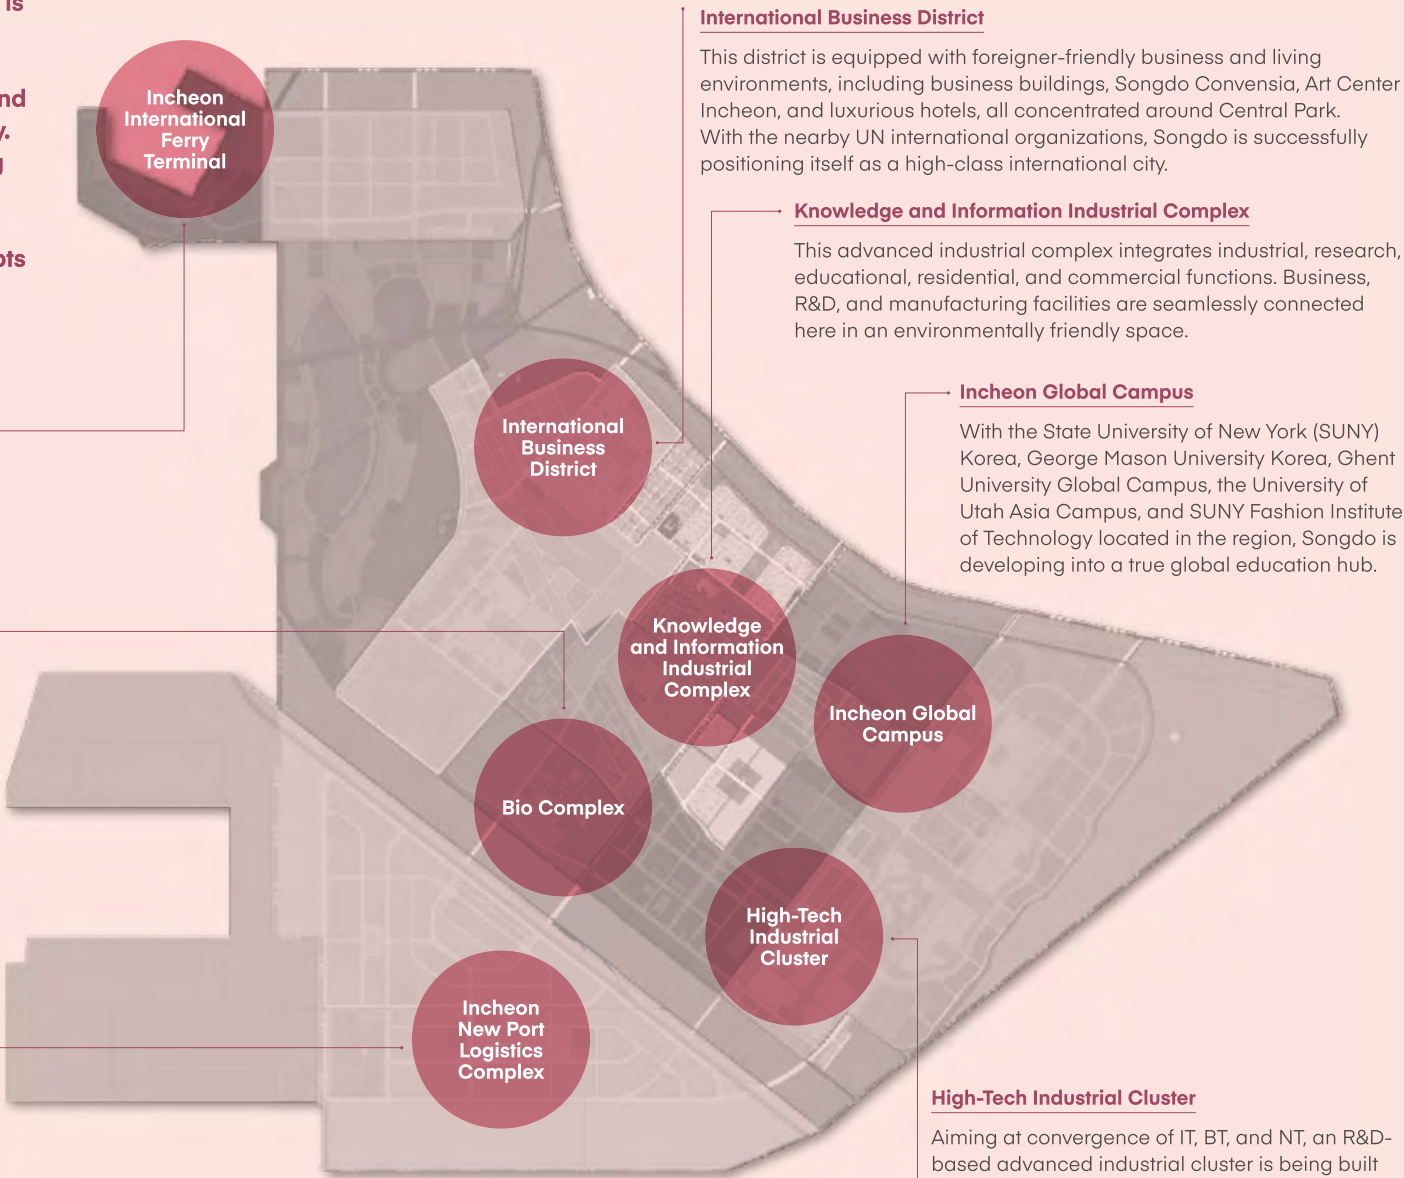 is
nd
y.
g
ots
International Business District
This district is equipped with foreigner-friendly business and living
environments, including business buildings, Songdo Convensia, Art Center
Incheon, and luxurious hotels, all concentrated around Central Park.
With the nearby UN international organizations, Songdo is successfully
positioning itself as a high-class international city.
Knowledge and Information Industrial Complex
This advanced industrial complex integrates industrial, research,
educational, residential, and commercial functions. Business,
R&D, and manufacturing facilities are seamlessly connected
here in an environmentally friendly space.
Incheon Global Campus
With the State University of New York (SUNY)
Korea, George Mason University Korea, Ghent
University Global Campus, the University of
Utah Asia Campus, and SUNY Fashion Institute
of Technology located in the region, Songdo is
developing into a true global education hub.
Incheon
International
Ferry
Terminal
International
Business
District
Knowledge
and Information
Industrial
Complex
Incheon Global
Campus
Bio Complex
High-Tech
Industrial
Cluster
Incheon
New Port
Logistics
Complex
High-Tech Industrial Cluster
Aiming at convergence of IT, BT, and NT, an R&D-
based advanced industrial cluster is being built